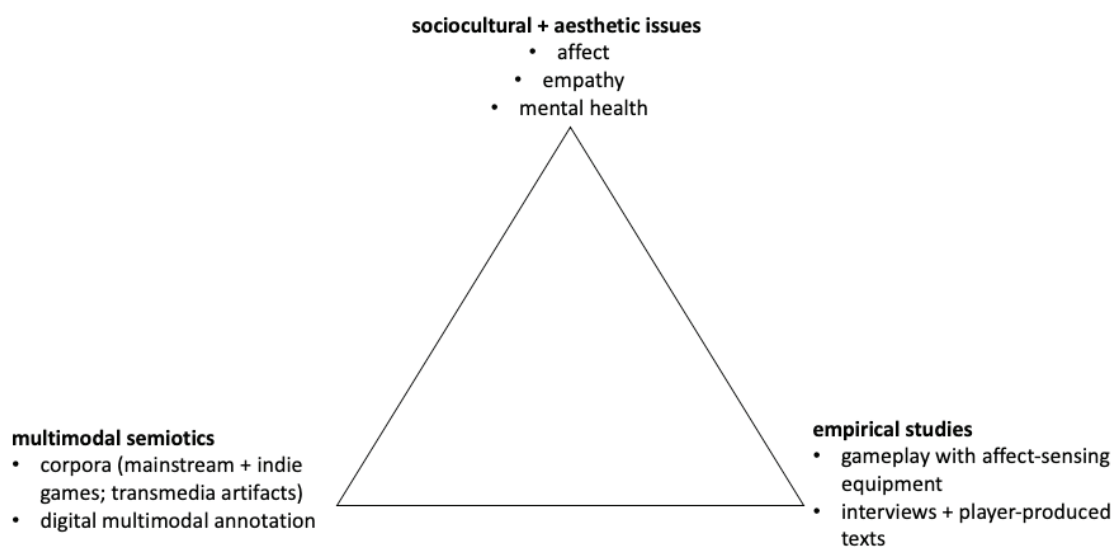 sociocultural + aesthetic issues
• affect
• empathy
• mental health
multimodal semiotics
• corpora (mainstream + indie
games; transmedia artifacts)
• digital multimodal annotation
empirical studies
• gameplay with affect-sensing
equipment
• interviews + player-produced
texts